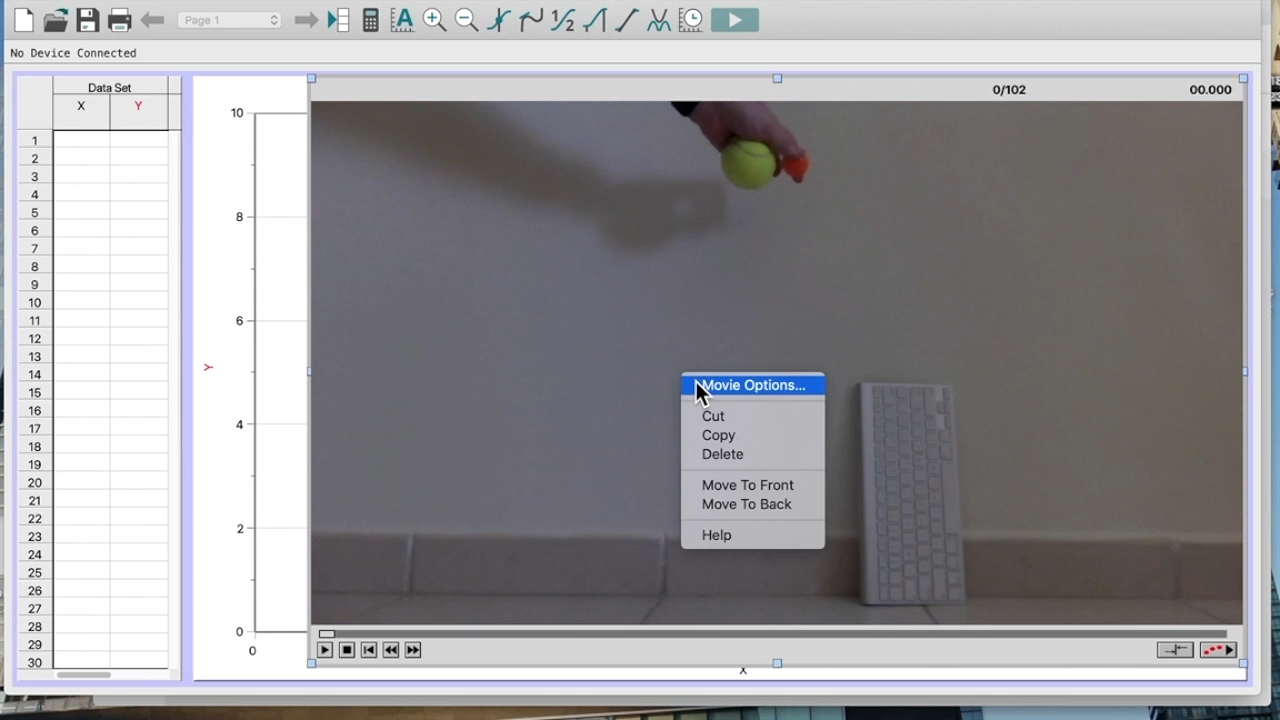 Page 1
No Device Connected
Data Set
X Y
1
2
3
4
5
6
7
8
9
10
11
12
13
14
15
16
17
18
19
20
21
22
23
24
25
26
27
28
29
30
10
8
6
4
2
0
0
Y
X
0/102 00.000
Movie Options...
Cut
Copy
Delete
Move To Front
Move To Back
Help